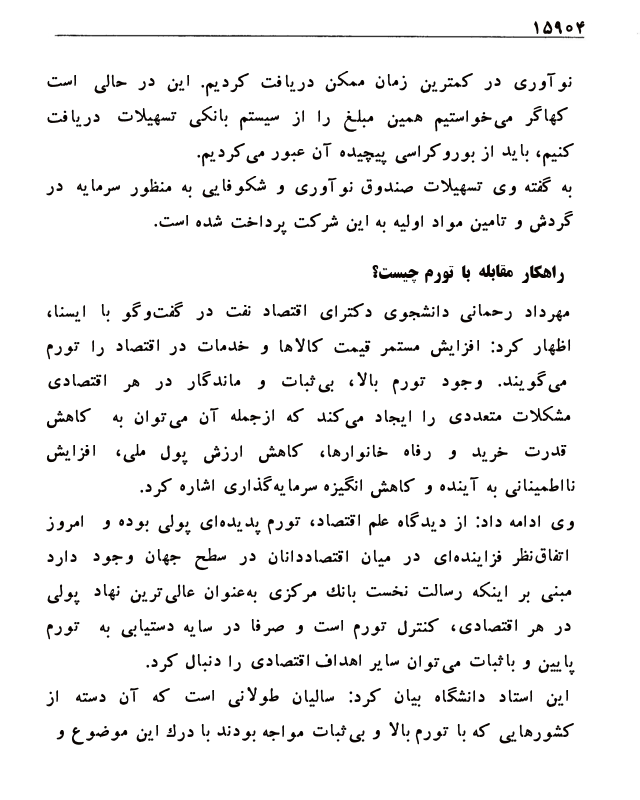 ۱۵۹۰۴
نوآوری در کمترین زمان ممکن دریافت کردیم. این در حالی است
کهاگر می‌خواستیم همین مبلغ را از سیستم بانکی تسهیلات دریافت
کنیم، باید از بوروکراسی پیچیده آن عبور می‌کردیم.
به گفته وی تسهیلات صندوق نوآوری و شکوفایی به منظور سرمایه در
گردش و تامین مواد اولیه به این شرکت پرداخت شده است.
راهکار مقابله با تورم چیست؟
مهرداد رحمانی دانشجوی دکترای اقتصاد نفت در گفت‌وگو با ایسنا،
اظهار کرد: افزایش مستمر قیمت کالاها و خدمات در اقتصاد را تورم
می‌گویند. وجود تورم بالا، بی‌ثبات و ماندگار در هر اقتصادی
مشکلات متعددی را ایجاد می‌کند که ازجمله آن می‌توان به کاهش
قدرت خرید و رفاه خانوارها، کاهش ارزش پول ملی، افزایش
نااطمینانی به آینده و کاهش انگیزه سرمایه‌گذاری اشاره کرد.
وی ادامه داد: از دیدگاه علم اقتصاد، تورم پدیده‌ای پولی بوده و امروز
اتفاق‌نظر فزاینده‌ای در میان اقتصاددانان در سطح جهان وجود دارد
مبنی بر اینکه رسالت نخست بانك مرکزی به‌عنوان عالی‌ترین نهاد پولی
در هر اقتصادی، کنترل تورم است و صرفا در سایه دستیابی به تورم
پایین و باثبات می‌توان سایر اهداف اقتصادی را دنبال کرد.
این استاد دانشگاه بیان کرد: سالیان طولانی است که آن دسته از
کشورهایی که با تورم بالا و بی‌ثبات مواجه بودند با درك این موضوع و